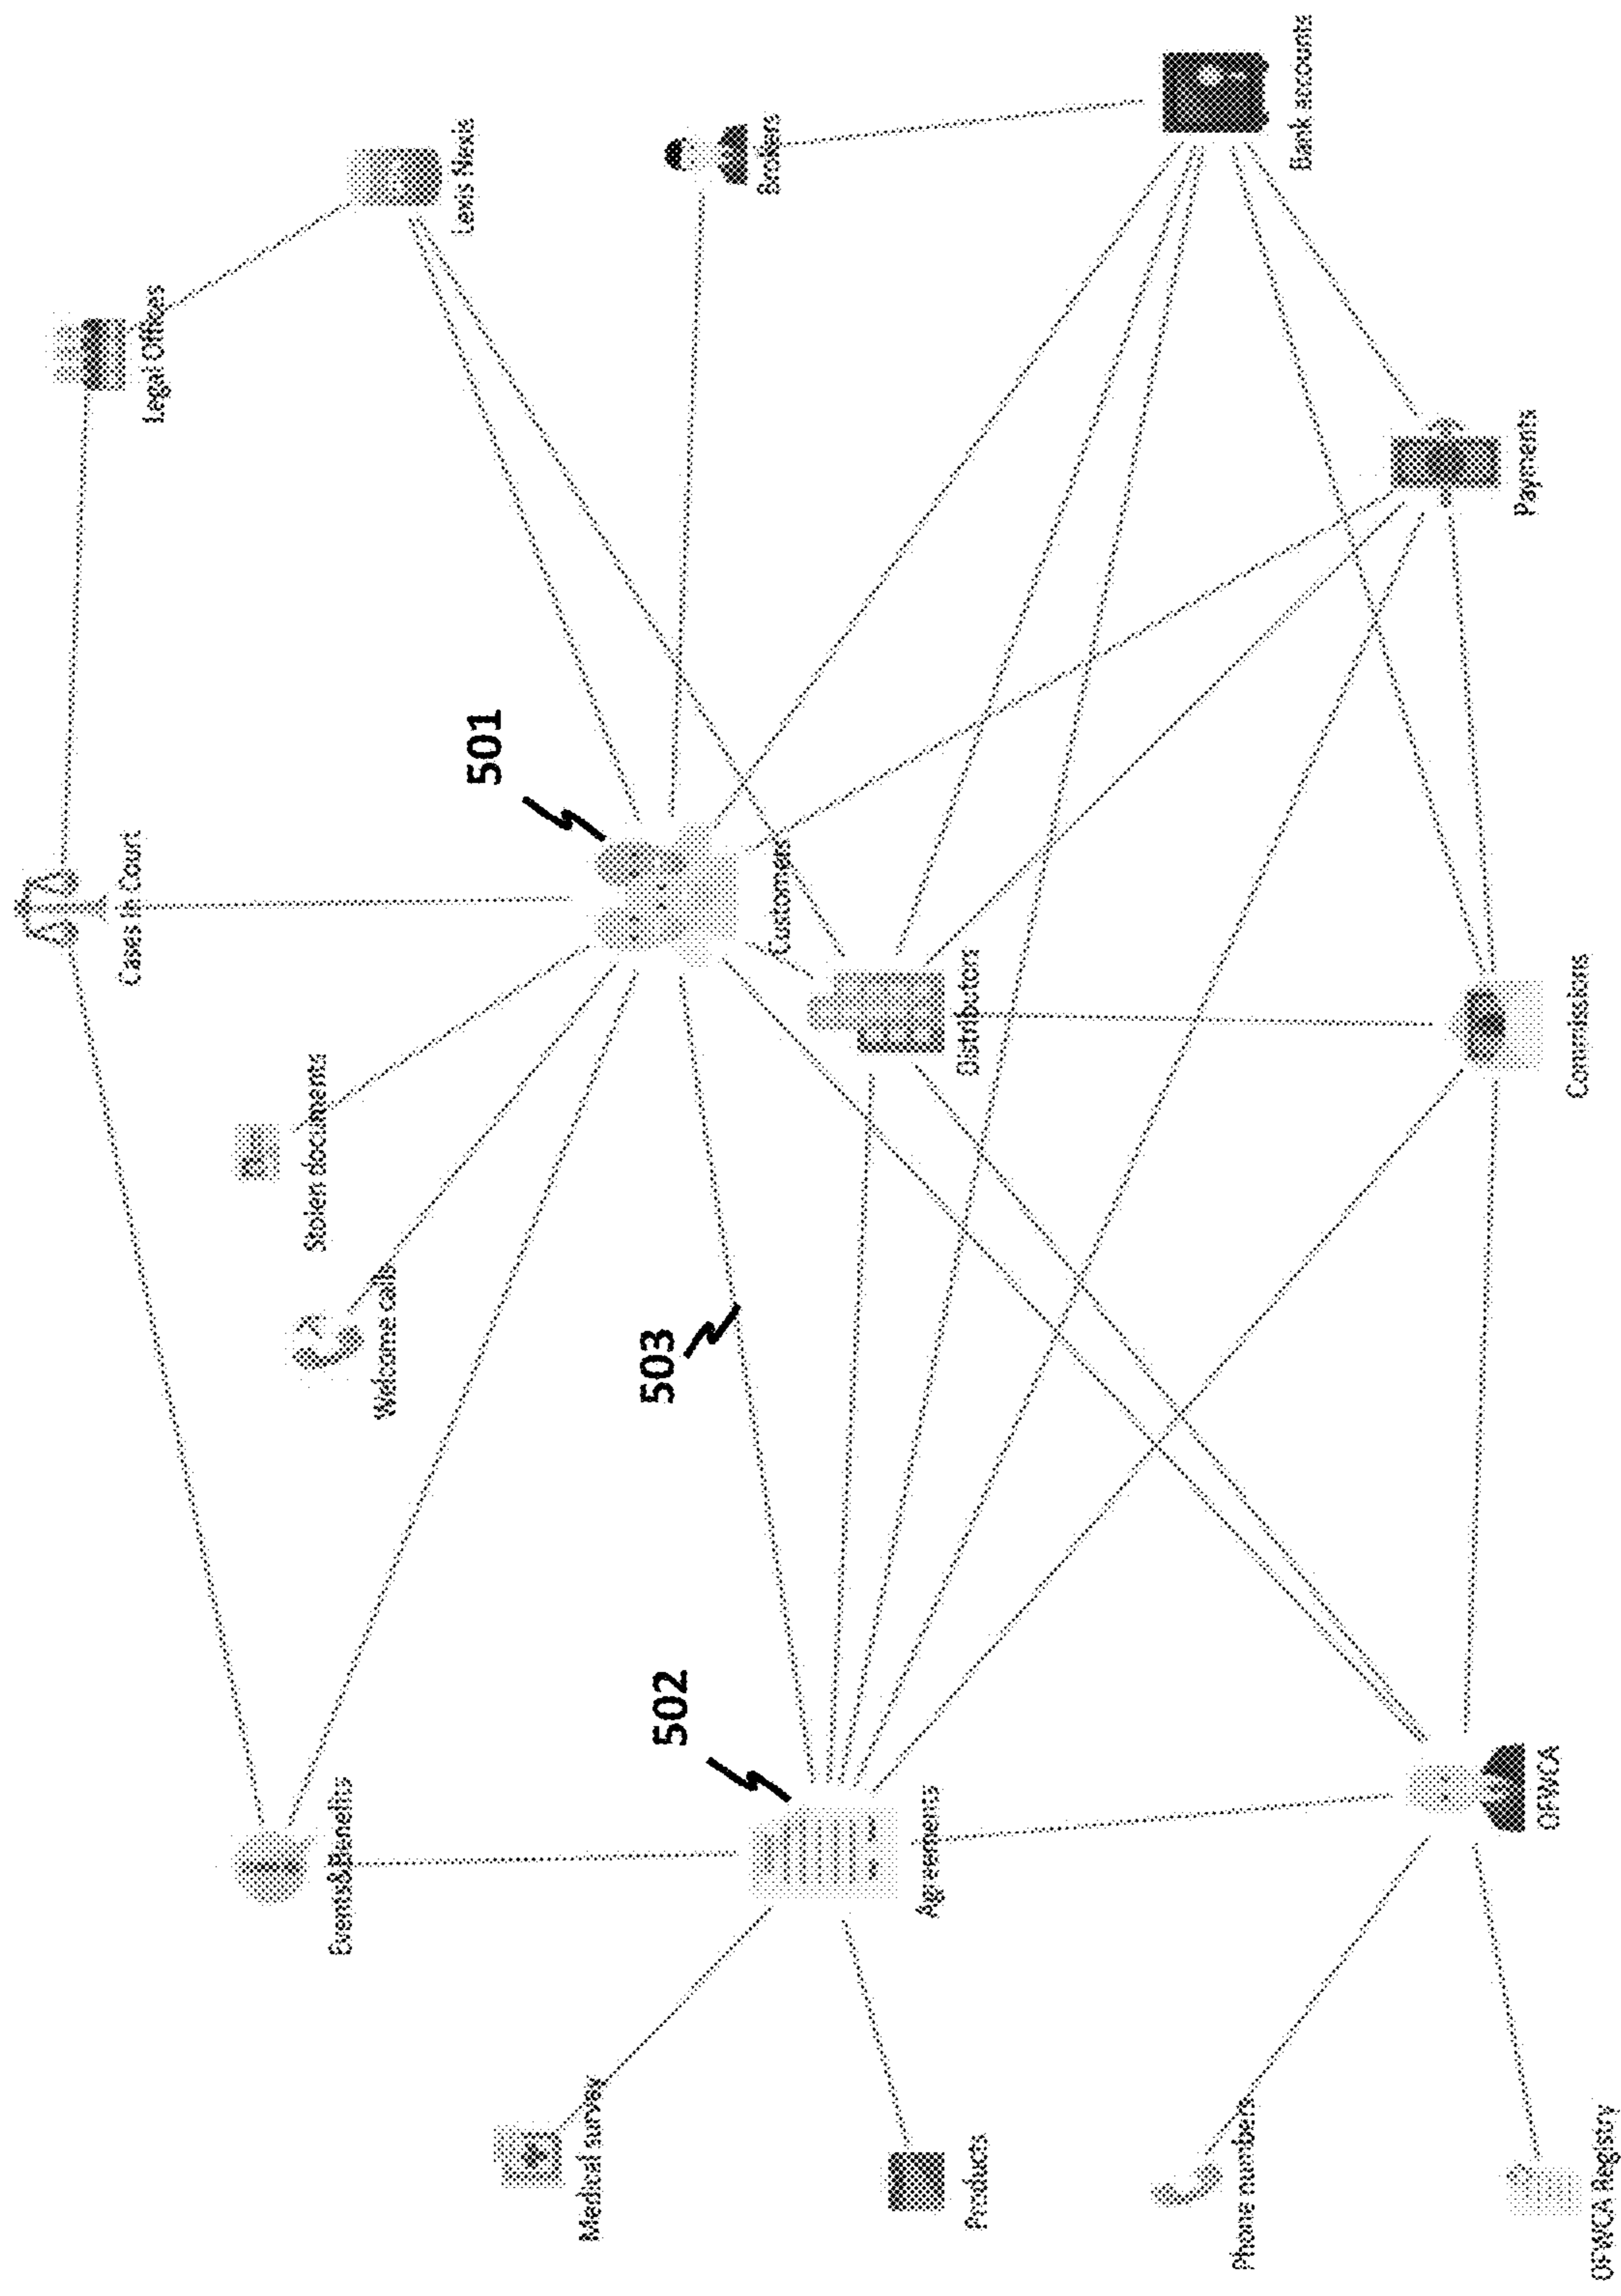 Cases in Court
Legal Offices
Lexis Nexis
Stolen documents
Welcome calls
Events&Benefits
501
Customers
Brokers
503
502
Medical survey
Agreements
Distributors
Products
Bank accounts
Payments
Phone numbers
OFWCA
Commissions
OFWCA Registry